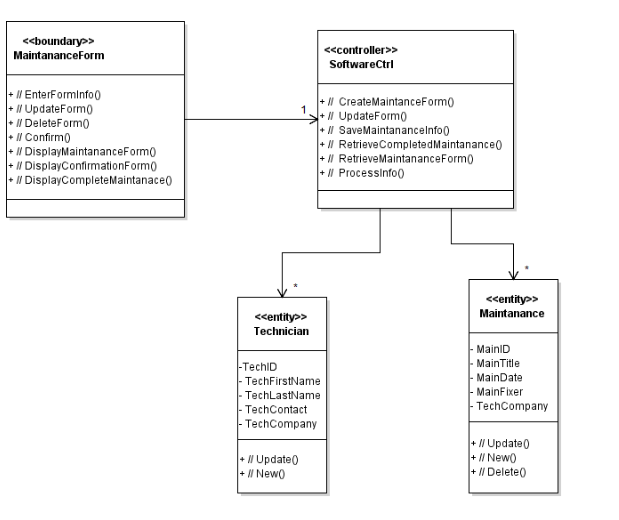 <<boundary>>
MaintananceForm
+ // EnterFormInfo()
+ // UpdateForm()
+ // DeleteForm()
+ // Confirm()
+ // DisplayMaintananceForm()
+ // DisplayConfirmationForm()
+ // DisplayCompleteMaintanace()
1
<<controller>>
SoftwareCtrl
+ // CreateMaintanceForm()
+ // UpdateForm()
+ // SaveMaintananceInfo()
+ // RetrieveCompletedMaintanance()
+ // RetrieveMaintananceForm()
+ // ProcessInfo()
*
<<entity>>
Technician
-TechID
- TechFirstName
- TechLastName
- TechContact
- TechCompany
+ // Update()
+ // New()
*
<<entity>>
Maintanance
- MainID
- MainTitle
- MainDate
- MainFixer
- TechCompany
+ // Update()
+ // New()
+ // Delete()